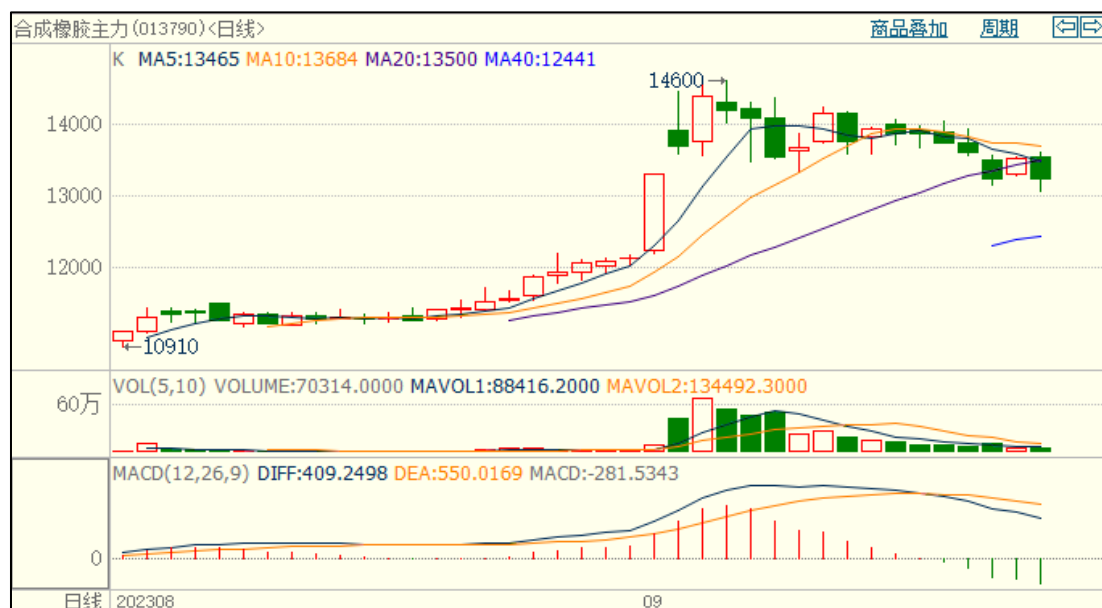 合成橡胶主力(013790)<日线> 商品叠加 周期
K MA5:13465 MA10:13684 MA20:13500 MA40:12441
14600
14000
13000
12000
10910
VOL(5,10) VOLUME:70314.0000 MAVOL1:88416.2000 MAVOL2:134492.3000
60万
MACD(12,26,9) DIFF:409.2498 DEA:550.0169 MACD:-281.5343
0
日线 202308 09